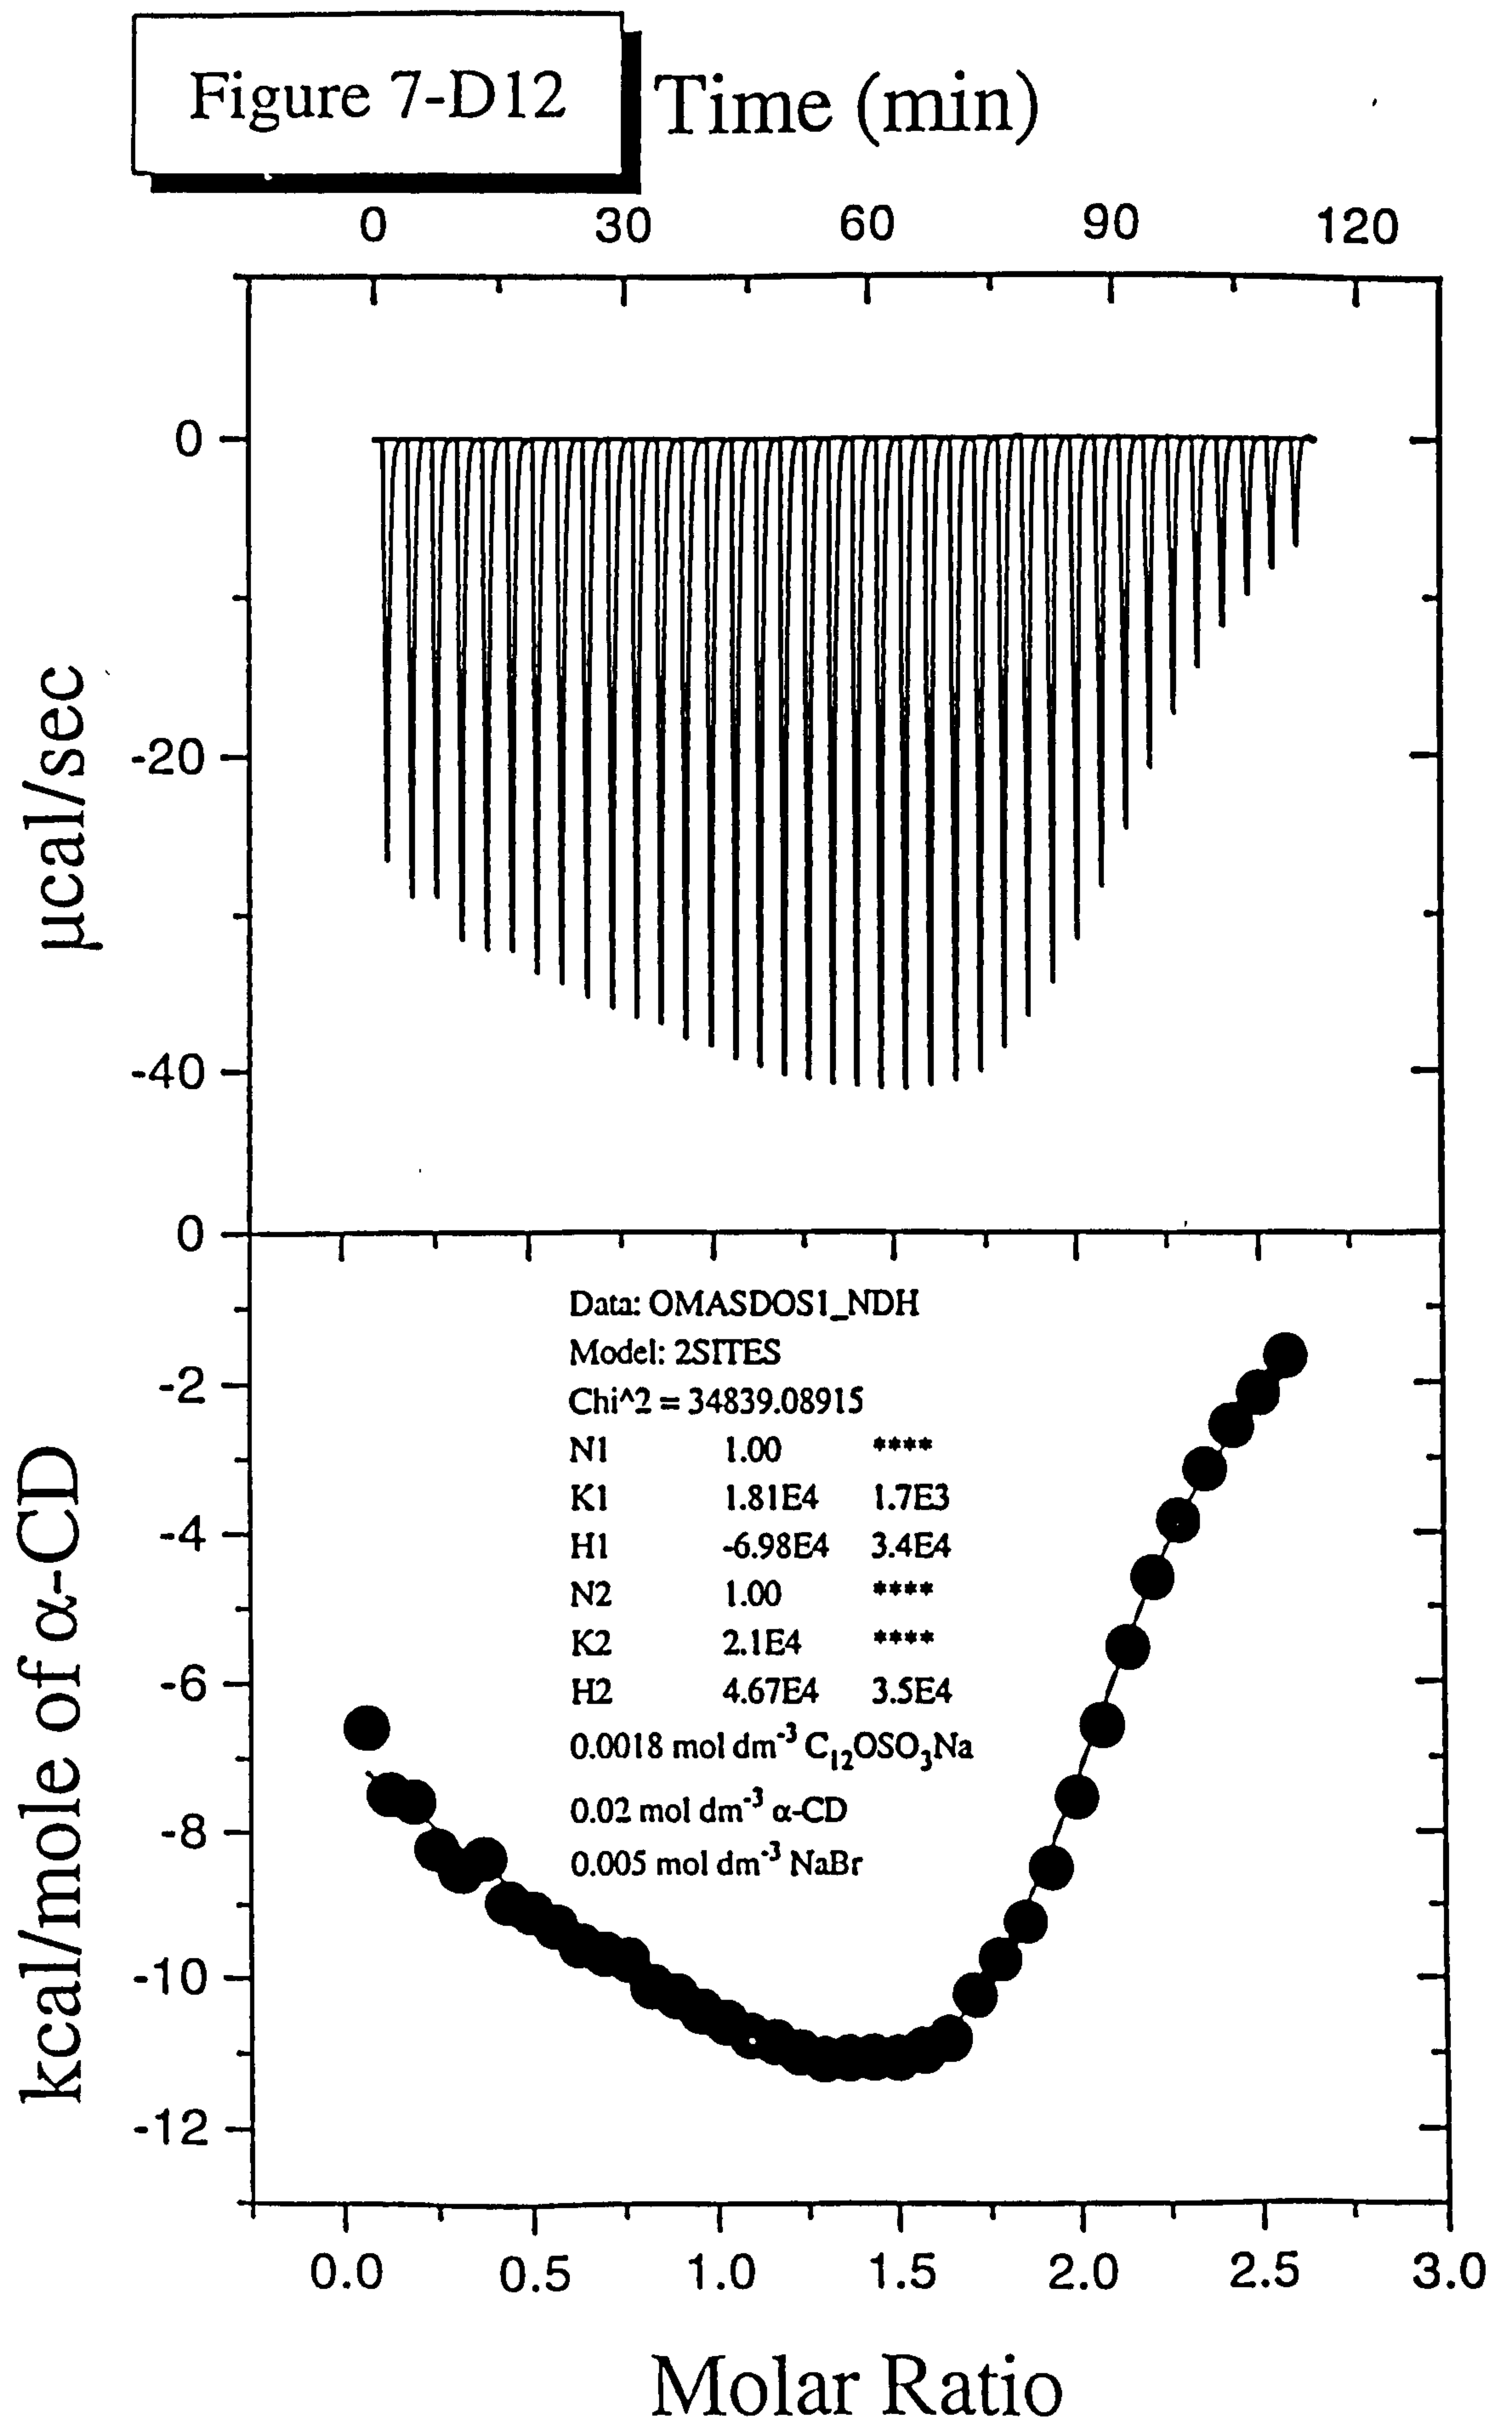 Figure 7-D12
Time (min)
0 30 60 90 120
µcal/sec
0
-20
-40
kcal/mole of α-CD
0
-2
-4
-6
-8
-10
-12
Data: OMASDOS1_NDH
Model: 2SITES
Chi^2 = 34839.08915
N1 1.00 ****
K1 1.81E4 1.7E3
H1 -6.98E4 3.4E4
N2 1.00 ****
K2 2.1E4 ****
H2 4.67E4 3.5E4
0.0018 mol dm⁻³ C₁₂OSO₃Na
0.02 mol dm⁻³ α-CD
0.005 mol dm⁻³ NaBr
0.0 0.5 1.0 1.5 2.0 2.5 3.0
Molar Ratio